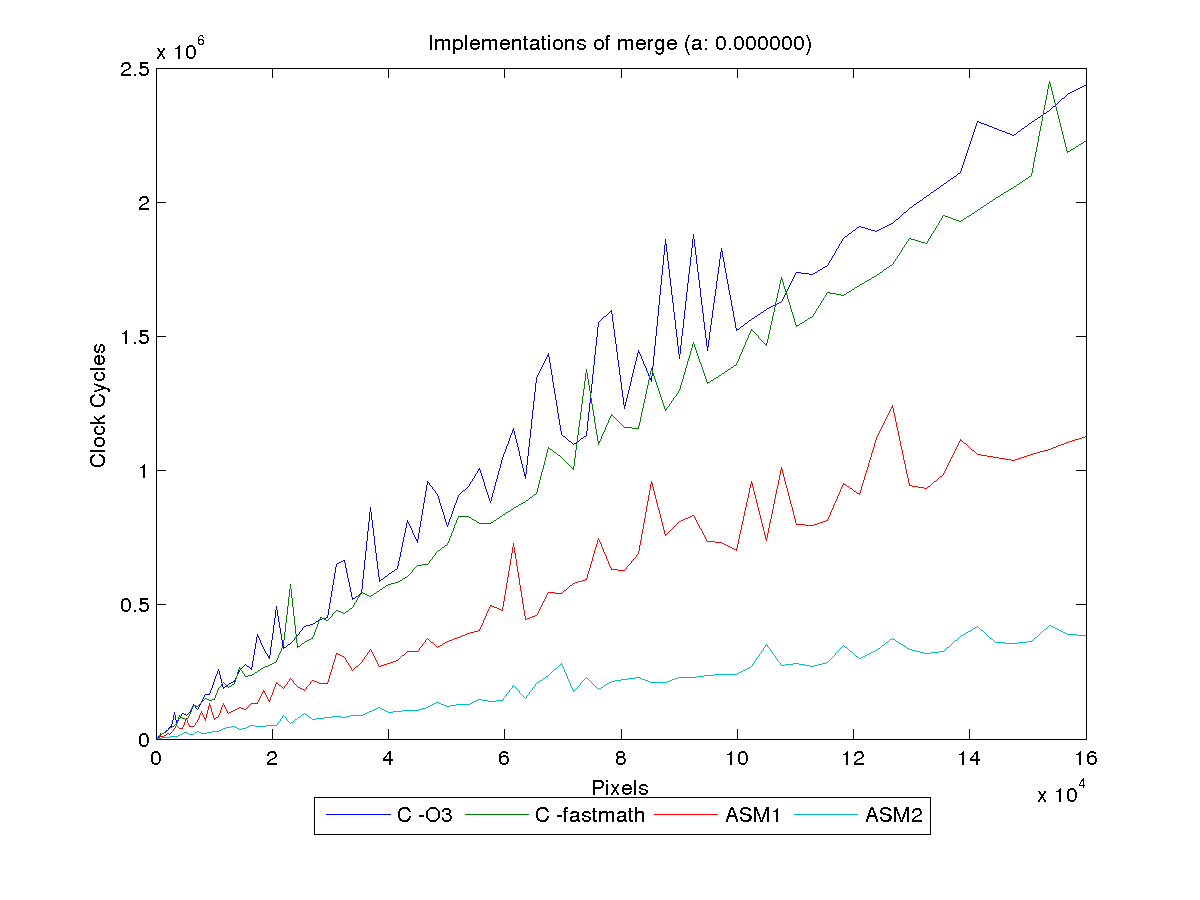 Implementations of merge (a: 0.000000)
x 10^6
2.5
2
1.5
1
0.5
0
Clock Cycles
0 2 4 6 8 10 12 14 16
x 10^4
Pixels
C -O3 C -fastmath ASM1 ASM2